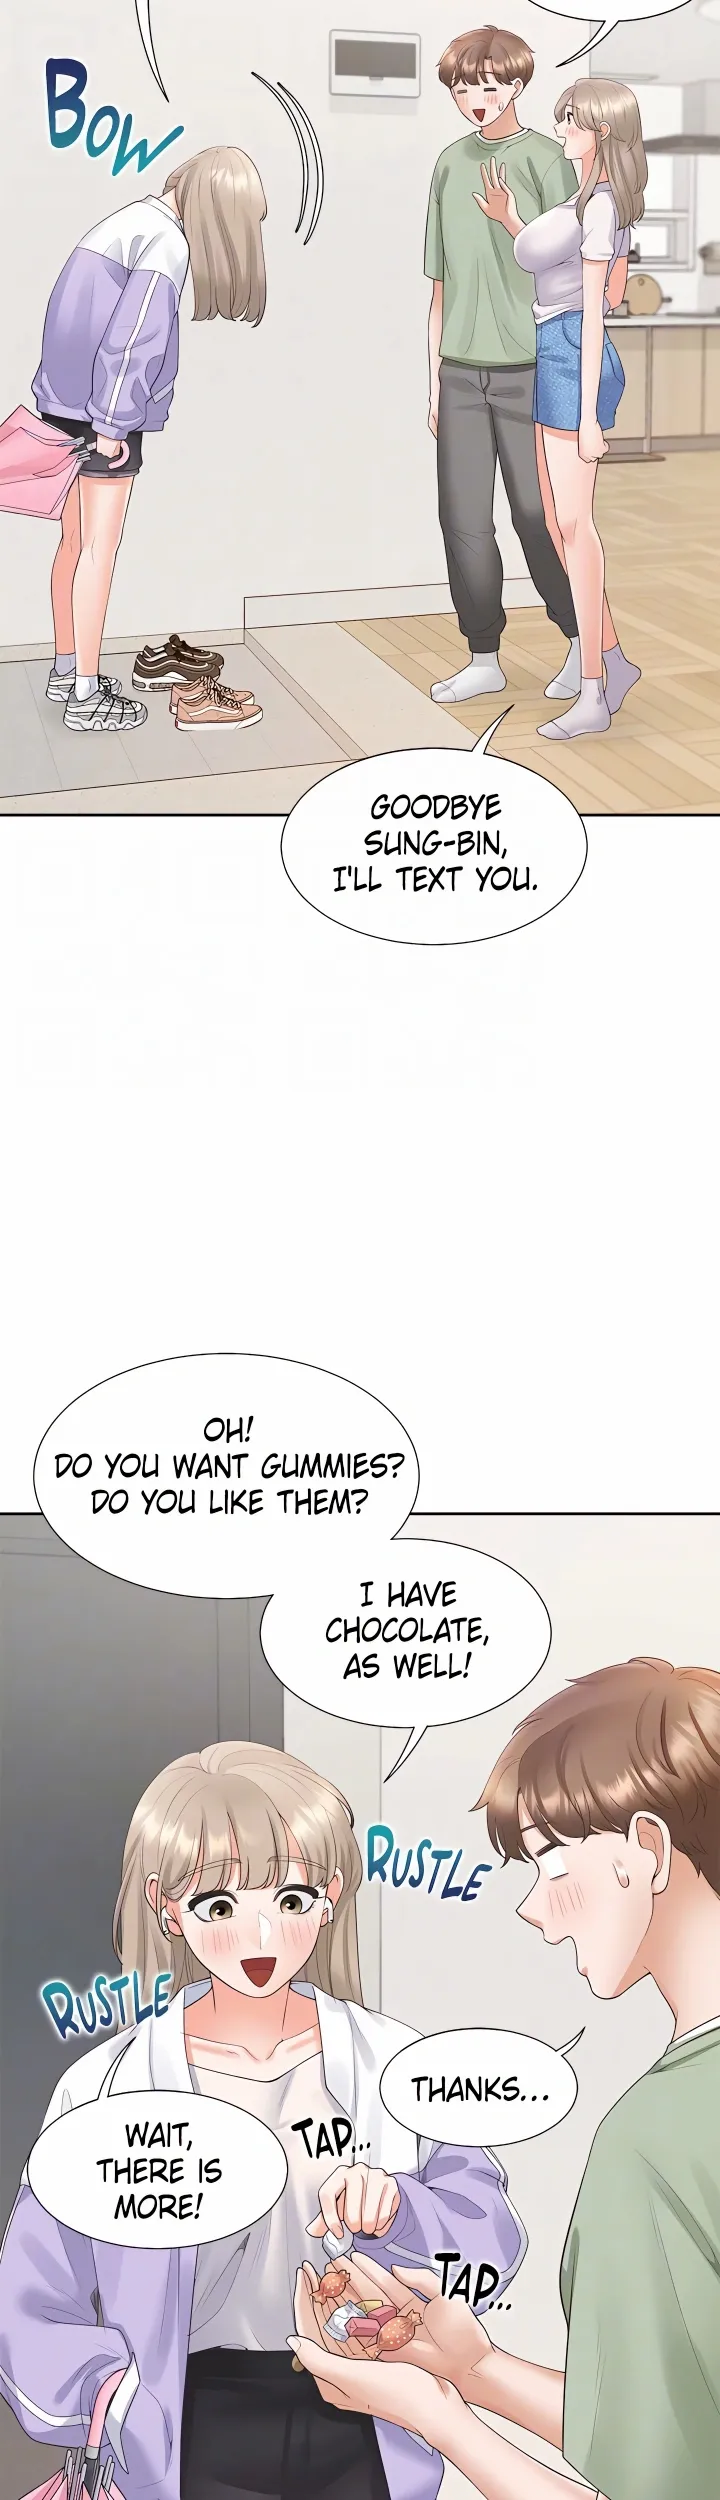 BOW
GOODBYE
SUNG-BIN,
I'LL TEXT YOU.
OH!
DO YOU WANT GUMMIES?
DO YOU LIKE THEM?
I HAVE
CHOCOLATE,
AS WELL!
RUSTLE
RUSTLE
THANKS...
WAIT,
THERE IS
MORE!
TAP...
TAP...